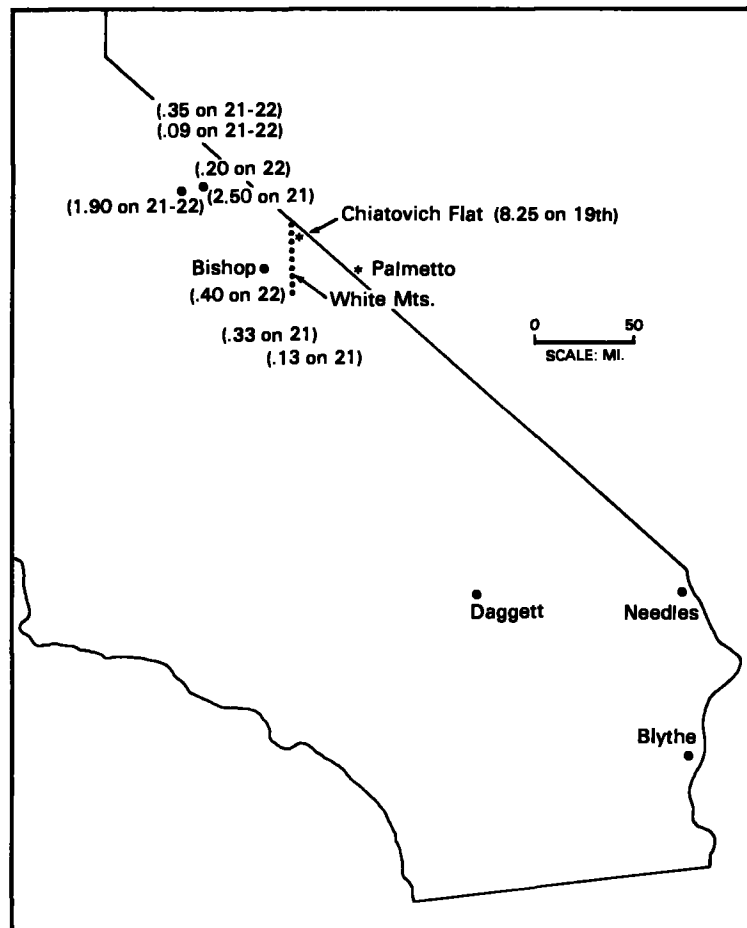 (.35 on 21-22)
(.09 on 21-22)
(.20 on 22)
(1.90 on 21-22)
(2.50 on 21)
Chiatovich Flat (8.25 on 19th)
Bishop
* Palmetto
(.40 on 22)
White Mts.
(.33 on 21)
(.13 on 21)
0 50
SCALE: MI.
Daggett
Needles
Blythe